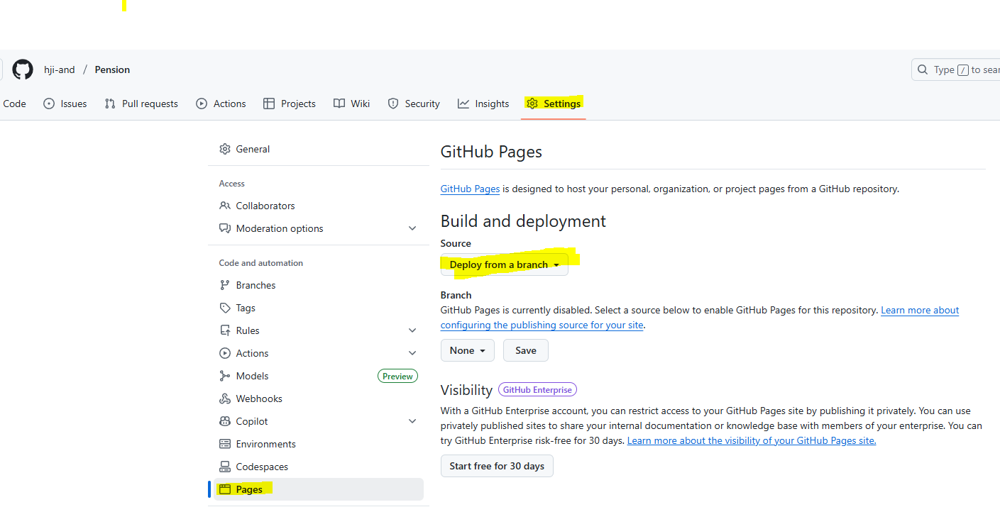 hji-and / Pension
Type / to sear
Code Issues Pull requests Actions Projects Wiki Security Insights Settings
General
Access
Collaborators
Moderation options
Code and automation
Branches
Tags
Rules
Actions
Models Preview
Webhooks
Copilot
Environments
Codespaces
Pages
GitHub Pages
GitHub Pages is designed to host your personal, organization, or project pages from a GitHub repository.
Build and deployment
Source
Deploy from a branch
Branch
GitHub Pages is currently disabled. Select a source below to enable GitHub Pages for this repository. Learn more about
configuring the publishing source for your site.
None Save
Visibility GitHub Enterprise
With a GitHub Enterprise account, you can restrict access to your GitHub Pages site by publishing it privately. You can use
privately published sites to share your internal documentation or knowledge base with members of your enterprise. You can
try GitHub Enterprise risk-free for 30 days. Learn more about the visibility of your GitHub Pages site.
Start free for 30 days